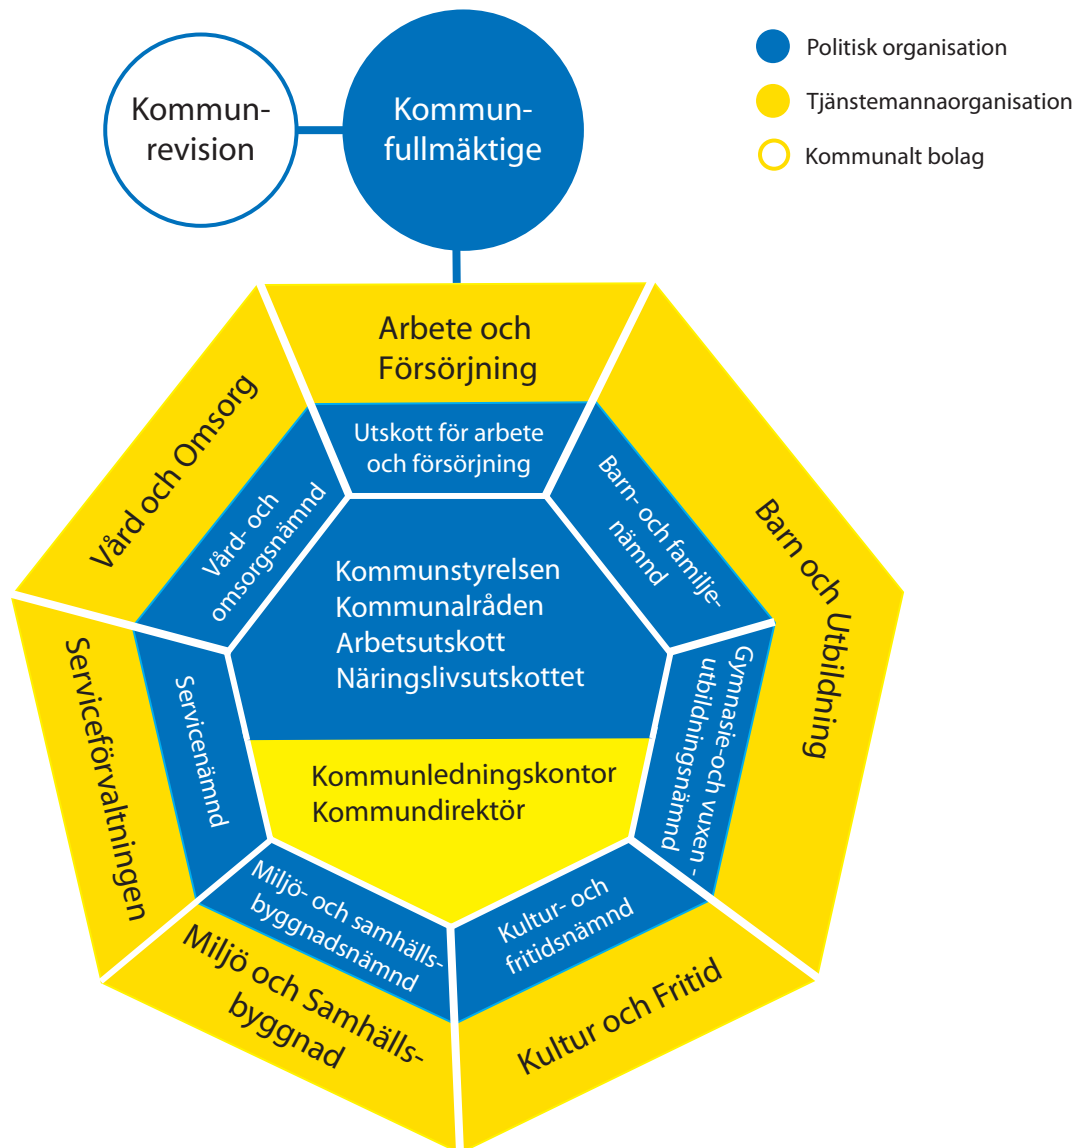 Kommun-
revision
Kommun-
fullmäktige
Politisk organisation
Tjänstemannaorganisation
Kommunalt bolag
Arbete och
Försörjning
Utskott för arbete
och försörjning
Vård och Omsorg
Vård- och
omsorgsnämnd
Barn- och familje-
nämnd
Barn och Utbildning
Kommunstyrelsen
Kommunalråden
Arbetsutskott
Näringslivsutskottet
Serviceförvaltningen
Servicenämnd
Gymnasie-och vuxen -
utbildningsnämnd
Kommunledningskontor
Kommundirektör
Miljö- och samhälls-
byggnadsnämnd
Kultur- och
fritidsnämnd
Miljö och Samhälls-
byggnad
Kultur och Fritid